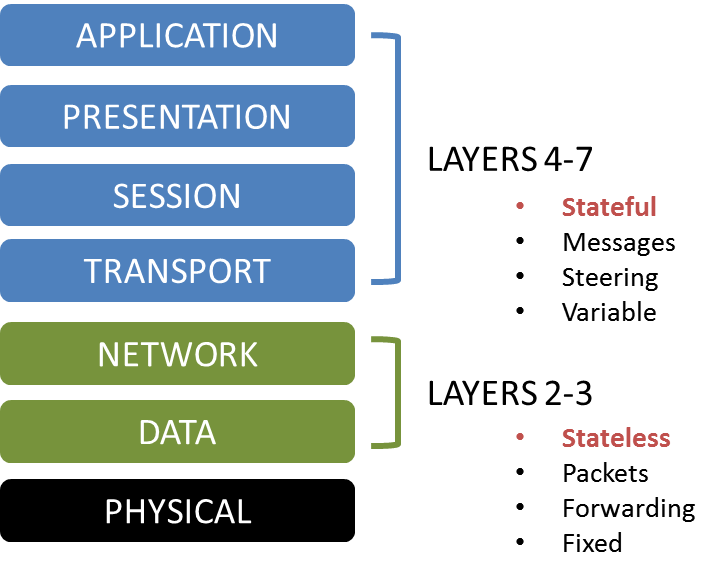 APPLICATION
PRESENTATION
SESSION
TRANSPORT
NETWORK
DATA
PHYSICAL
LAYERS 4-7
• Stateful
• Messages
• Steering
• Variable
LAYERS 2-3
• Stateless
• Packets
• Forwarding
• Fixed